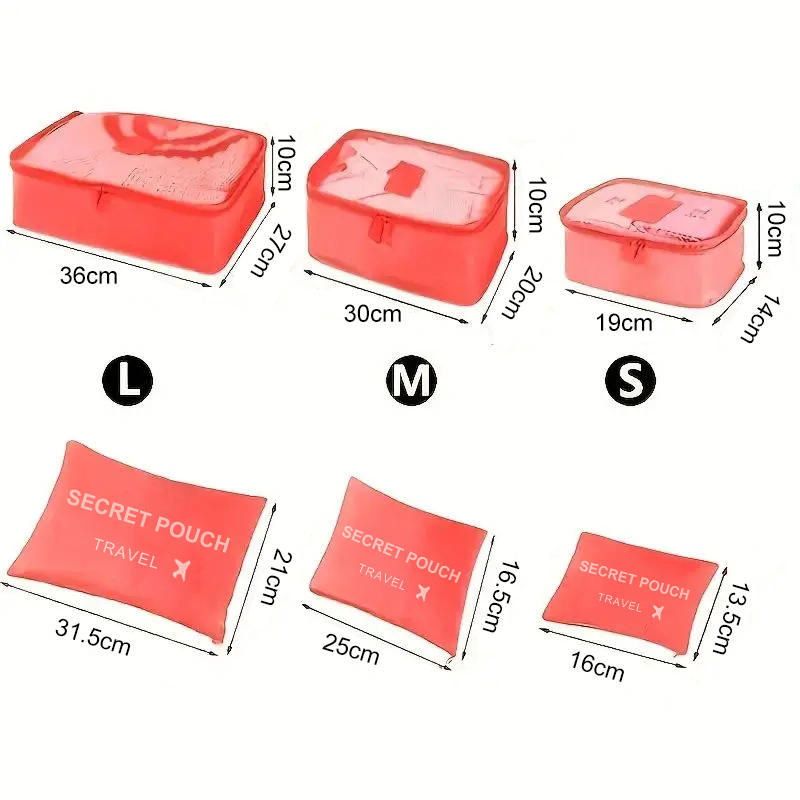 10cm
27cm
36cm
10cm
20cm
30cm
10cm
14cm
19cm
L
M
S
SECRET POUCH
TRAVEL
21cm
31.5cm
SECRET POUCH
TRAVEL
16.5cm
25cm
SECRET POUCH
TRAVEL
13.5cm
16cm